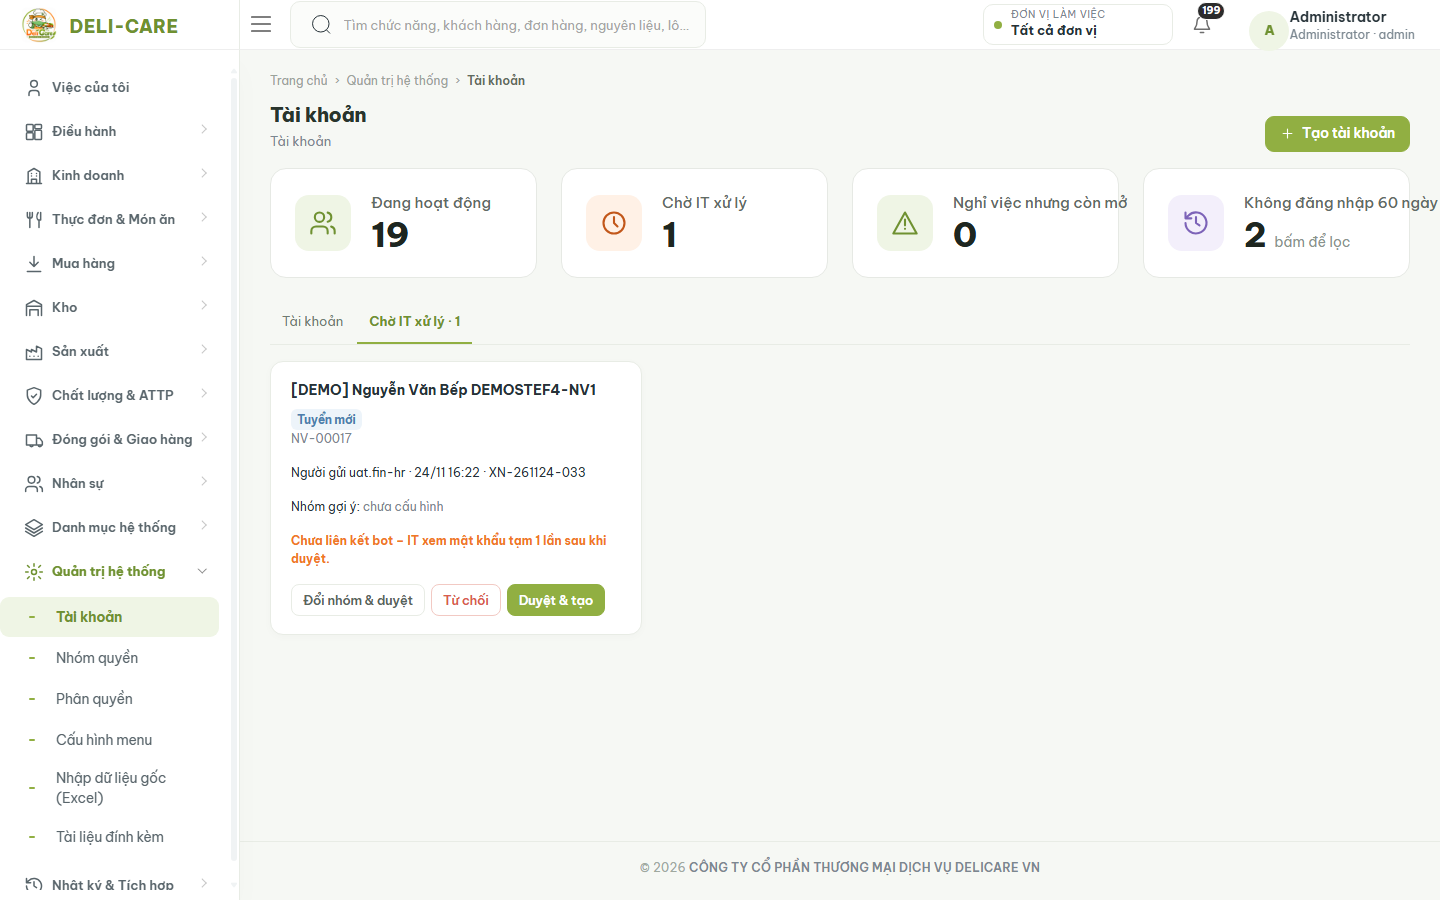 DELI-CARE
Tìm chức năng, khách hàng, đơn hàng, nguyên liệu, lô...
ĐƠN VỊ LÀM VIỆC
Tất cả đơn vị
199
A
Administrator
Administrator · admin
Việc của tôi
Điều hành
Kinh doanh
Thực đơn & Món ăn
Mua hàng
Kho
Sản xuất
Chất lượng & ATTP
Đóng gói & Giao hàng
Nhân sự
Danh mục hệ thống
Quản trị hệ thống
- Tài khoản
- Nhóm quyền
- Phân quyền
- Cấu hình menu
- Nhập dữ liệu gốc
(Excel)
- Tài liệu đính kèm
Nhật ký & Tích hợp
Trang chủ › Quản trị hệ thống › Tài khoản
Tài khoản
Tài khoản
+ Tạo tài khoản
Đang hoạt động
19
Chờ IT xử lý
1
Nghỉ việc nhưng còn mở
0
Không đăng nhập 60 ngày
2 bấm để lọc
Tài khoản
Chờ IT xử lý · 1
[DEMO] Nguyễn Văn Bếp DEMOSTEF4-NV1
Tuyển mới
NV-00017
Người gửi uat.fin-hr · 24/11 16:22 · XN-261124-033
Nhóm gợi ý: chưa cấu hình
Chưa liên kết bot – IT xem mật khẩu tạm 1 lần sau khi
duyệt.
Đổi nhóm & duyệt
Từ chối
Duyệt & tạo
© 2026 CÔNG TY CỔ PHẦN THƯƠNG MẠI DỊCH VỤ DELICARE VN